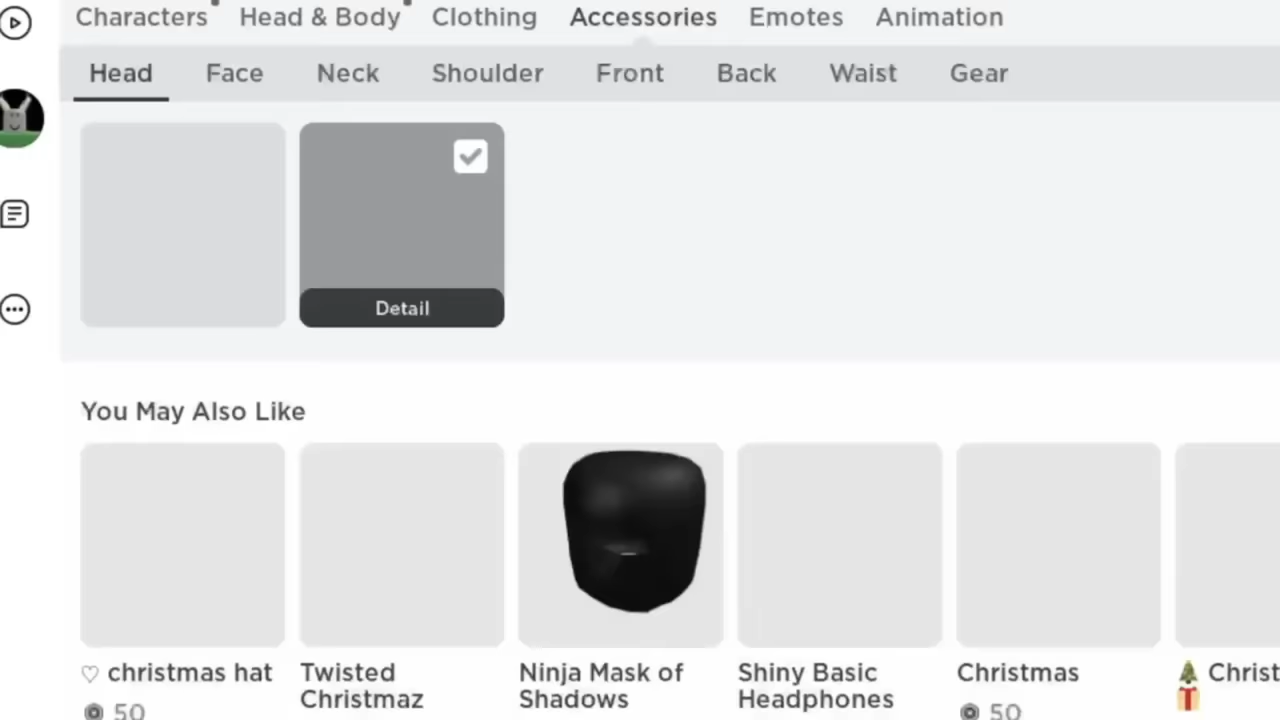 Characters Head & Body Clothing Accessories Emotes Animation
Head Face Neck Shoulder Front Back Waist Gear
Detail
You May Also Like
♡ christmas hat
50
Twisted
Christmaz
Ninja Mask of
Shadows
Shiny Basic
Headphones
Christmas
50
🎄 Christ
🎁